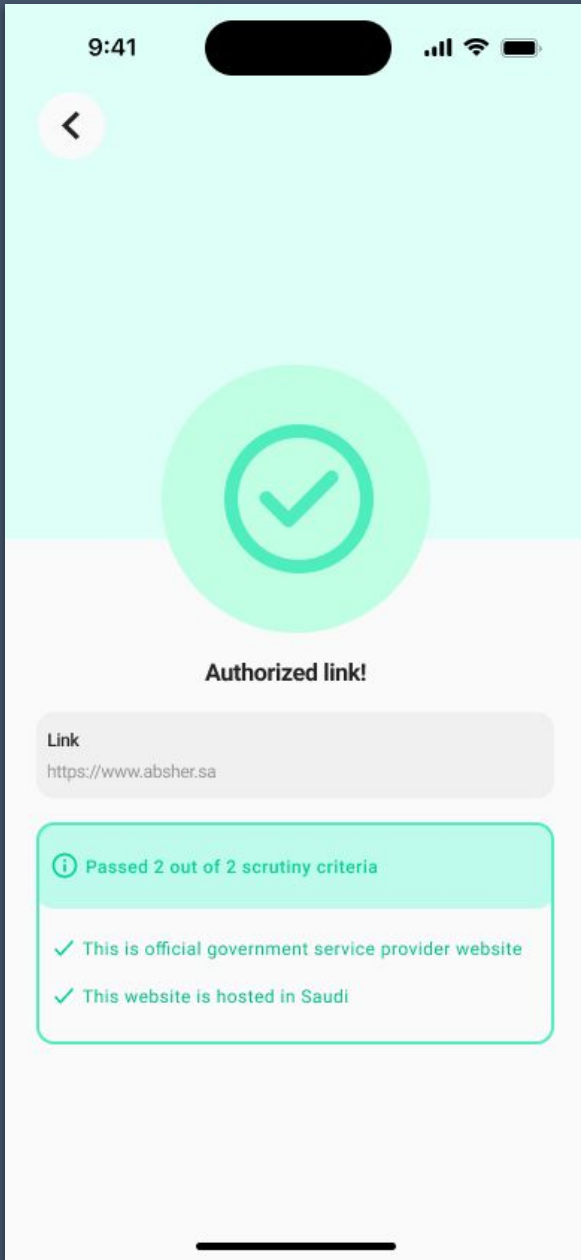 9:41
Authorized link!
Link
https://www.absher.sa
Passed 2 out of 2 scrutiny criteria
This is official government service provider website
This website is hosted in Saudi